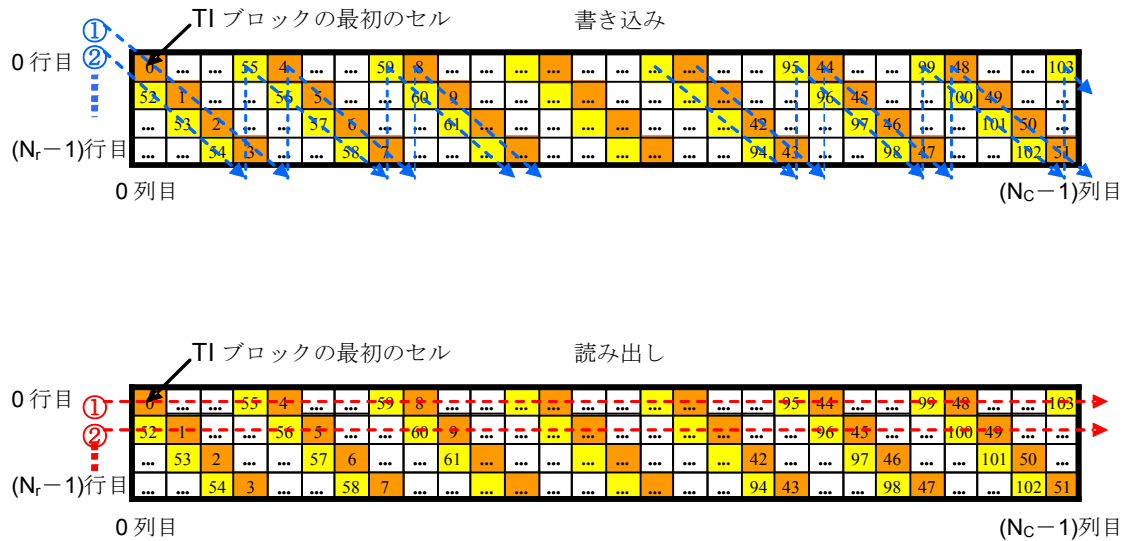 TI ブロックの最初のセル 書き込み
①
②
0 行目 0 ... ... 55 4 ... ... 59 8 ... ... ... ... ... ... ... ... ... ... 95 44 ... ... 99 48 ... ... 103
52 1 ... ... 56 5 ... ... 60 9 ... ... ... ... ... ... ... ... ... ... 96 45 ... ... 100 49 ... ...
... 53 2 ... ... 57 6 ... ... 61 ... ... ... ... ... ... ... ... 42 ... ... 97 46 ... ... 101 50 ...
(Nr－1)行目 ... ... 54 3 ... ... 58 7 ... ... ... ... ... ... ... ... ... ... 94 43 ... ... 98 47 ... ... 102 51
0 列目 (NC－1)列目
TI ブロックの最初のセル 読み出し
0 行目 ① 0 ... ... 55 4 ... ... 59 8 ... ... ... ... ... ... ... ... ... ... 95 44 ... ... 99 48 ... ... 103
② 52 1 ... ... 56 5 ... ... 60 9 ... ... ... ... ... ... ... ... ... ... 96 45 ... ... 100 49 ... ...
... 53 2 ... ... 57 6 ... ... 61 ... ... ... ... ... ... ... ... 42 ... ... 97 46 ... ... 101 50 ...
(Nr－1)行目 ... ... 54 3 ... ... 58 7 ... ... ... ... ... ... ... ... ... ... 94 43 ... ... 98 47 ... ... 102 51
0 列目 (NC－1)列目